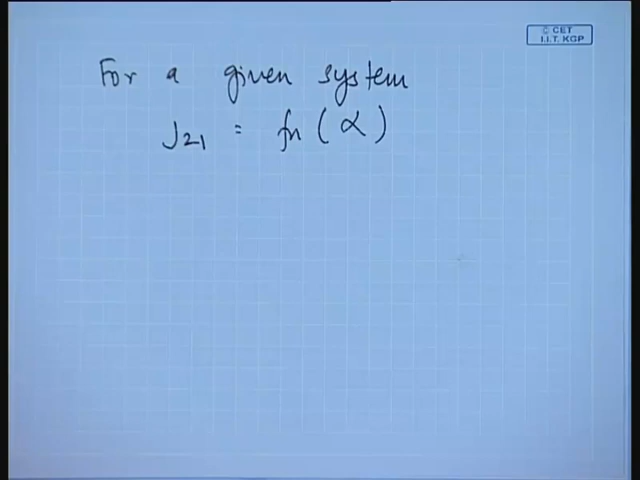 © CET
I.I.T. KGP
For a given system
J21 = fn (α)